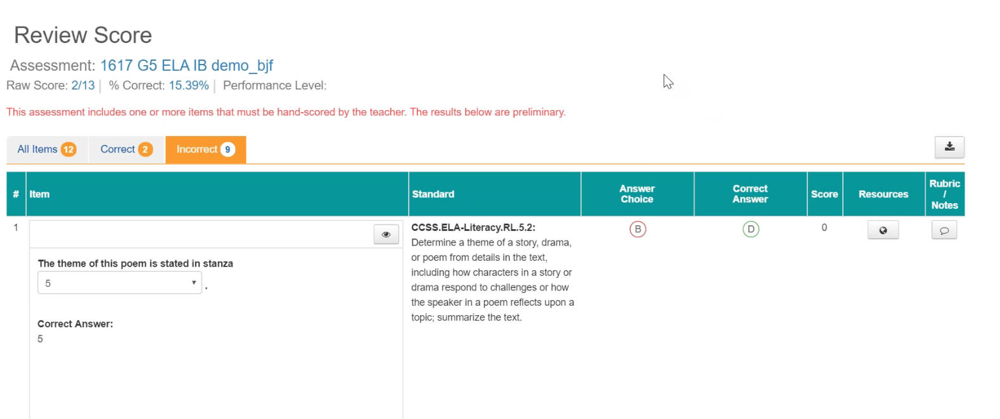 Review Score
Assessment: 1617 G5 ELA IB demo_bjf
Raw Score: 2/13 | % Correct: 15.39% | Performance Level:
This assessment includes one or more items that must be hand-scored by the teacher. The results below are preliminary.
All Items 12 Correct 2 Incorrect 9
# Item Standard Answer Choice Correct Answer Score Resources Rubric / Notes
1
CCSS.ELA-Literacy.RL.5.2:
Determine a theme of a story, drama,
or poem from details in the text,
including how characters in a story or
drama respond to challenges or how
the speaker in a poem reflects upon a
topic; summarize the text.
B
D
0
The theme of this poem is stated in stanza
5
.
Correct Answer:
5